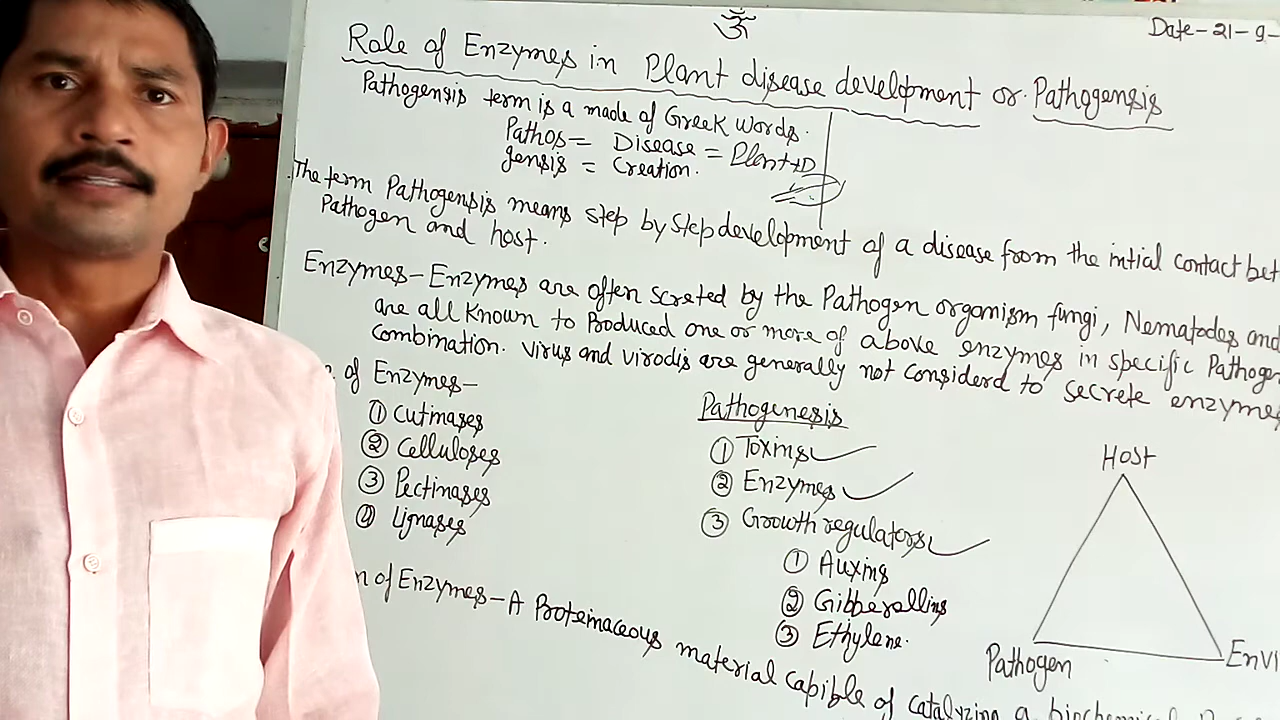 ॐ
Date-21-9-
Role of Enzymes in Plant disease development or Pathogensis
Pathogensis term is a made of Greek words.
Pathos = Disease = Plant+D
gensis = Creation.
The term Pathogensis means step by step development of a disease from the intial contact bet
Pathogen and host.
Enzymes-Enzymes are often screted by the Pathogen organism fungi, Nematodes and
are all known to Produced one or more of above enzymes in specific Pathogen
combination. Virus and virodis are generally not considerd to secrete enzymes
of Enzymes-
① Cutinases
② Celluloses
③ Pectinases
④ Lignases
Pathogenesis
① Toxins
② Enzymes
③ Growth regulators
① Auxins
② Gibberallins
③ Ethylene.
Host
Pathogen
Envi
n of Enzymes-A Proteinaceous material capible of catalyzing a biochemical